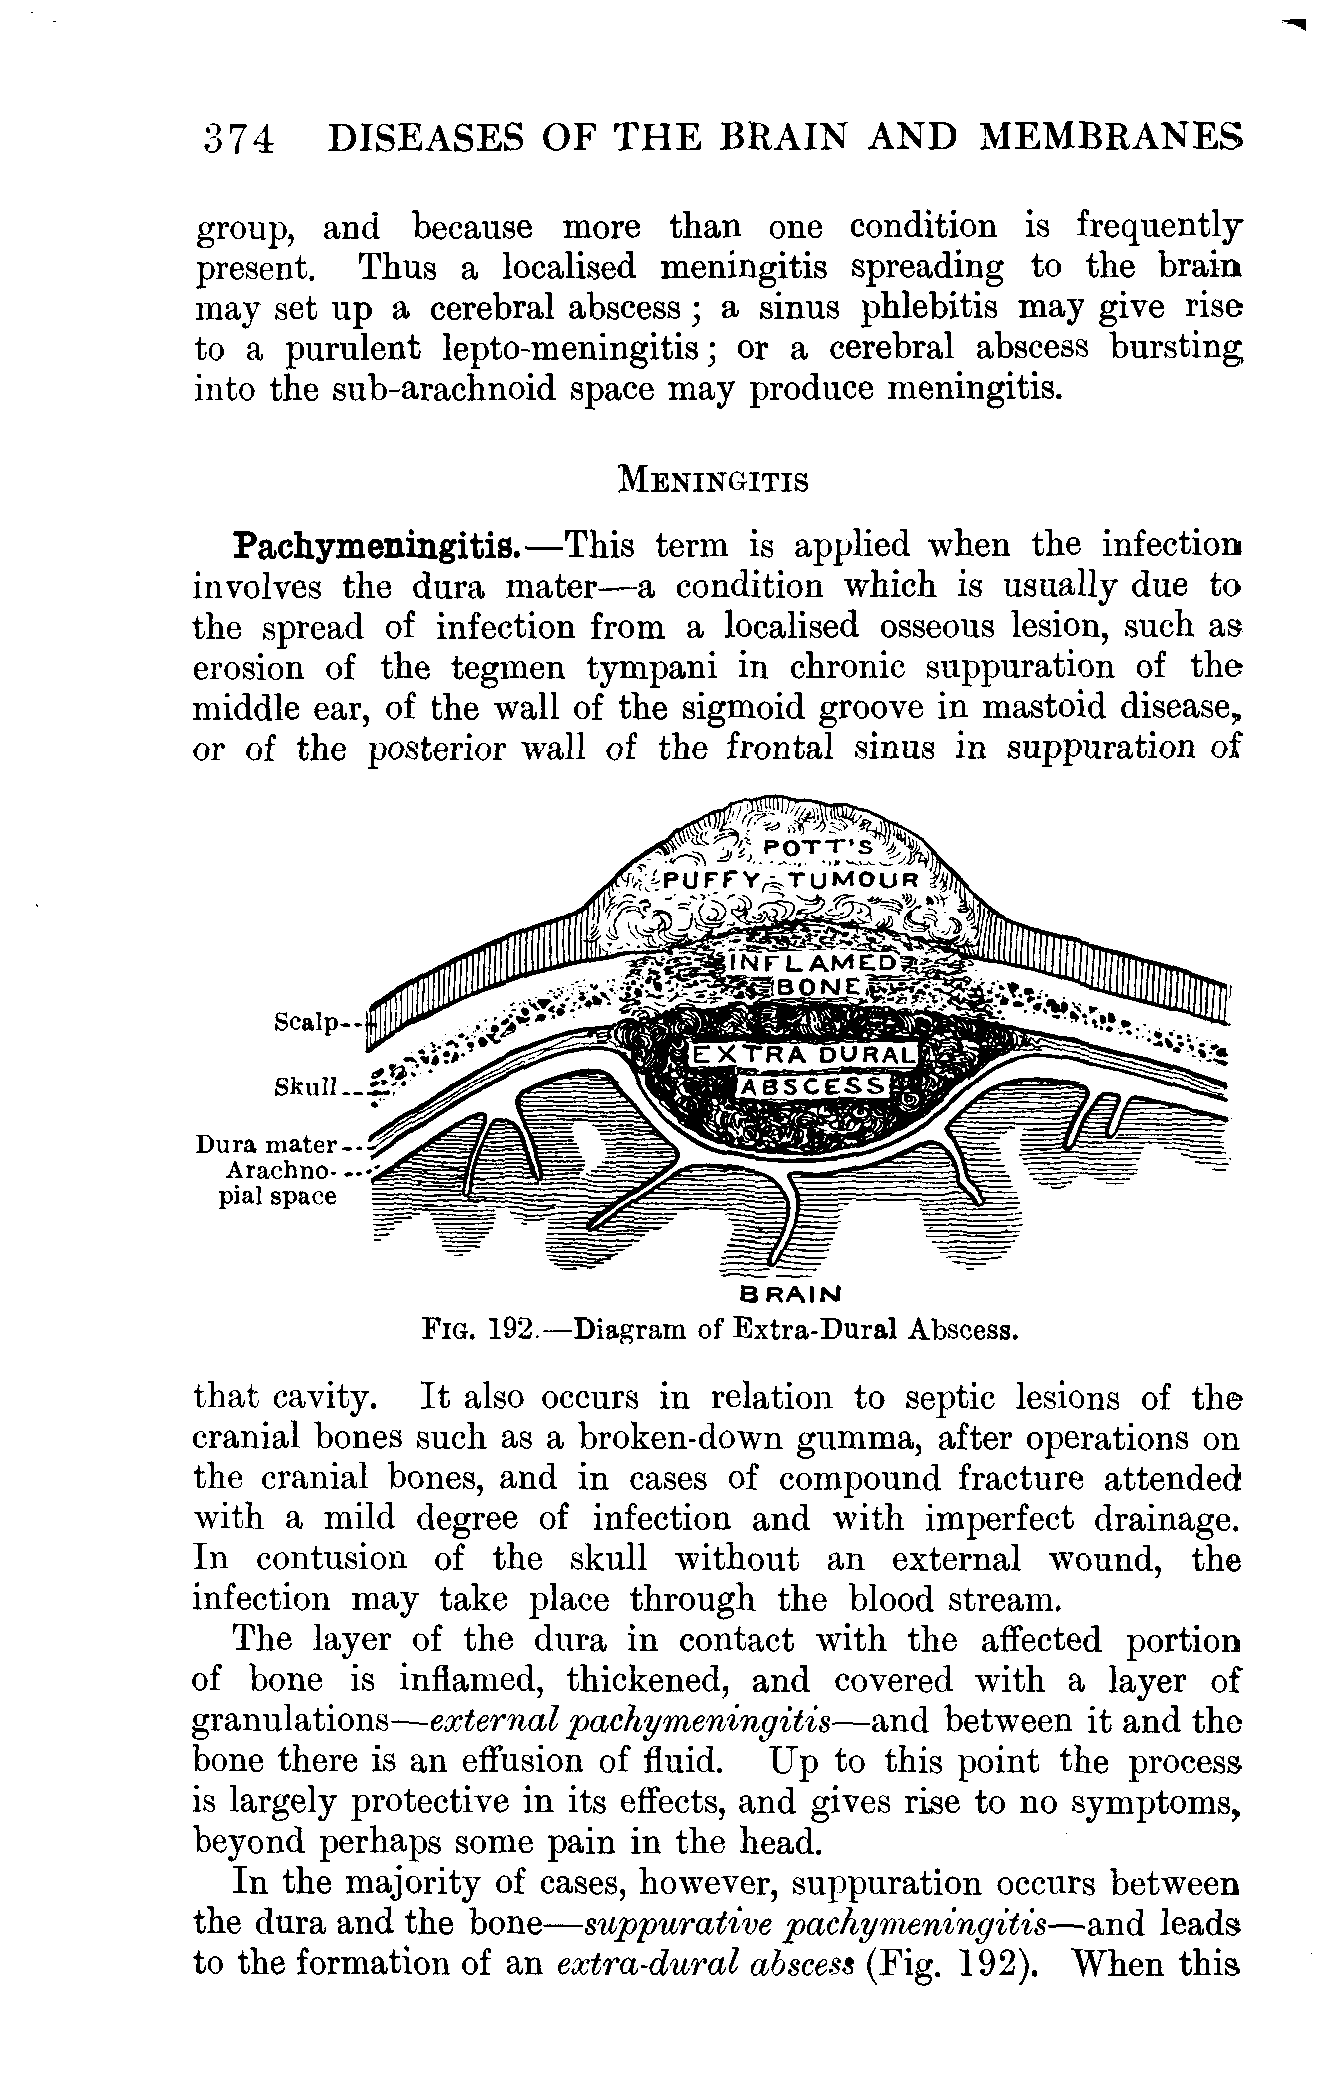 374 DISEASES OF THE BRAIN AND MEMBRANES
group, and because more than one condition is frequently
present. Thus a localised meningitis spreading to the brain
may set up a cerebral abscess ; a sinus phlebitis may give rise
to a purulent lepto-meningitis ; or a cerebral abscess bursting
into the sub-arachnoid space may produce meningitis.
MENINGITIS
Pachymeningitis.—This term is applied when the infection
involves the dura mater—a condition which is usually due to
the spread of infection from a localised osseous lesion, such as
erosion of the tegmen tympani in chronic suppuration of the
middle ear, of the wall of the sigmoid groove in mastoid disease,
or of the posterior wall of the frontal sinus in suppuration of
POTT'S
PUFFY TUMOUR
INFLAMED
BONE
Scalp
EXTRA DURAL
ABSCESS
Skull
Dura mater
Arachno-
pial space
BRAIN
FIG. 192.—Diagram of Extra-Dural Abscess.
that cavity. It also occurs in relation to septic lesions of the
cranial bones such as a broken-down gumma, after operations on
the cranial bones, and in cases of compound fracture attended
with a mild degree of infection and with imperfect drainage.
In contusion of the skull without an external wound, the
infection may take place through the blood stream.
The layer of the dura in contact with the affected portion
of bone is inflamed, thickened, and covered with a layer of
granulations—external pachymeningitis—and between it and the
bone there is an effusion of fluid. Up to this point the process
is largely protective in its effects, and gives rise to no symptoms,
beyond perhaps some pain in the head.
In the majority of cases, however, suppuration occurs between
the dura and the bone—suppurative pachymeningitis—and leads
to the formation of an extra-dural abscess (Fig. 192). When this